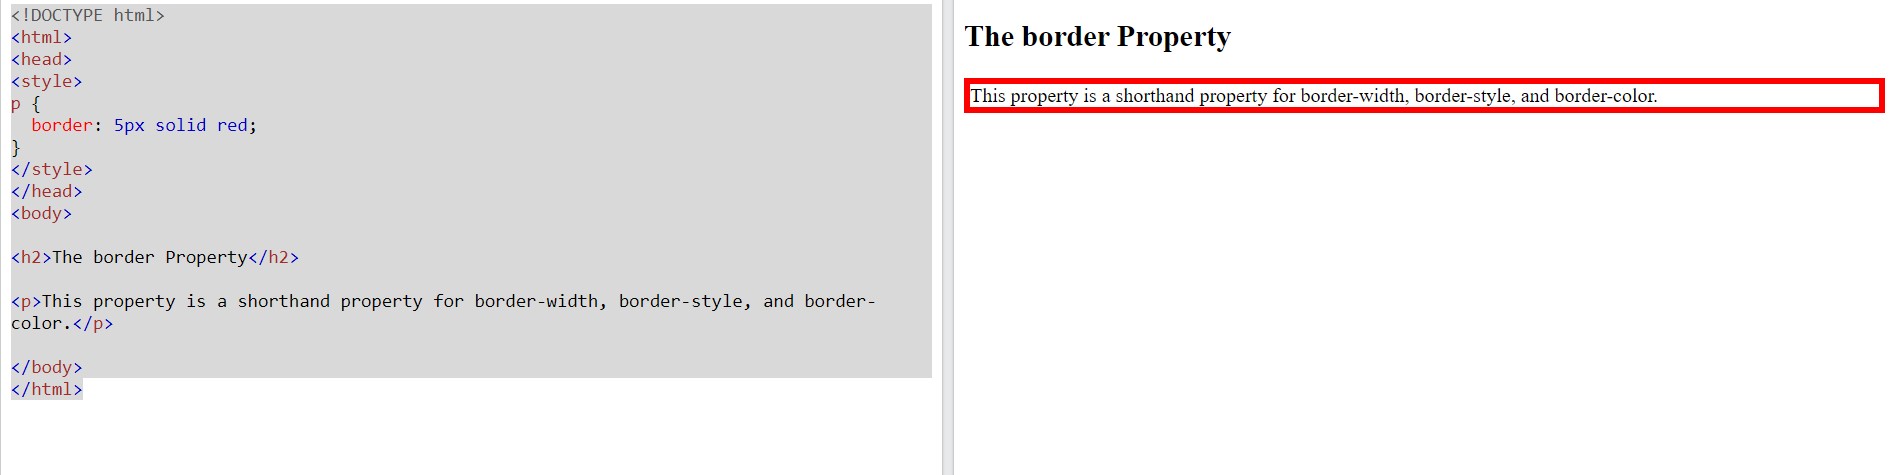 <!DOCTYPE html>
<html>
<head>
<style>
p {
  border: 5px solid red;
}
</style>
</head>
<body>
<h2>The border Property</h2>
<p>This property is a shorthand property for border-width, border-style, and border-
color.</p>
</body>
</html>
The border Property
This property is a shorthand property for border-width, border-style, and border-color.